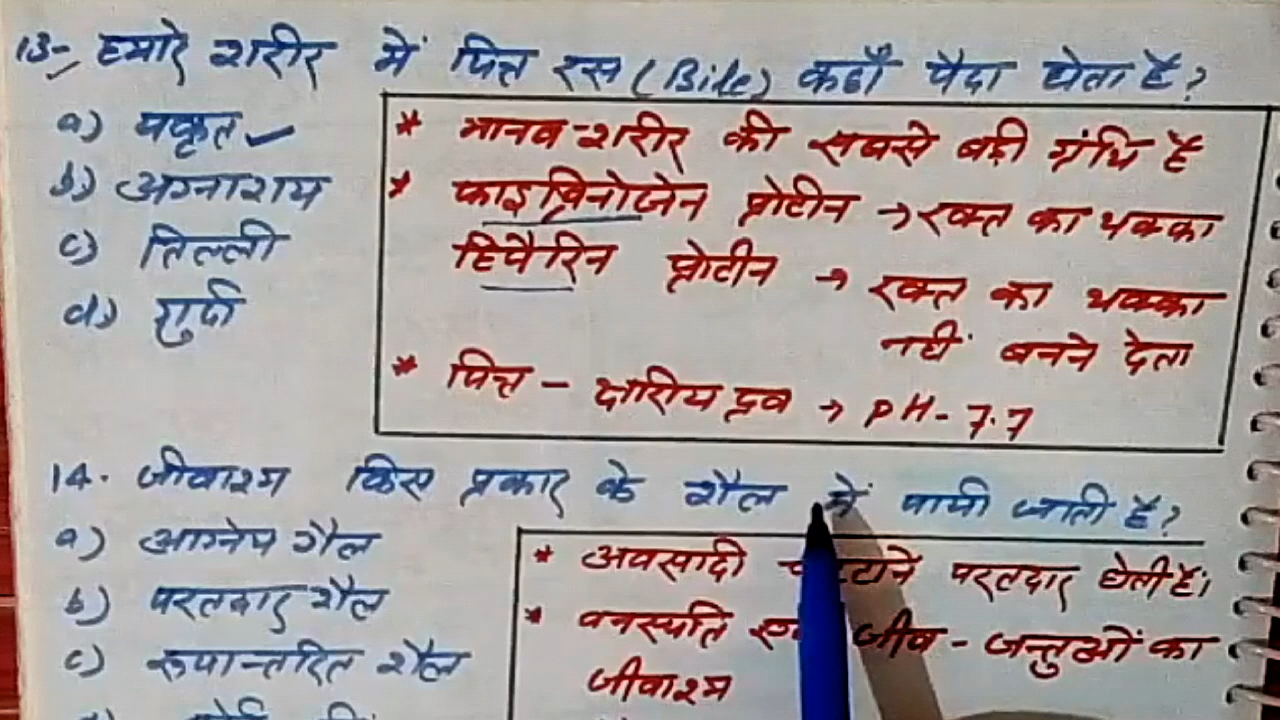 13- हमारे शरीर में पित्त रस (Bile) कहाँ पैदा होता है?
a) यकृत ✓
b) अग्नाशय
c) तिल्ली
d) गुर्दा
* मानव शरीर की सबसे बड़ी ग्रंथि है
* फाइब्रिनोजेन प्रोटीन → रक्त का थक्का
हिपैरिन प्रोटीन → रक्त का थक्का
नहीं बनने देता
* पित्त - क्षारिय द्रव → PH- 7.7
14. जीवाश्म किस प्रकार के शैल में पायी जाती है?
a) आग्नेय शैल
b) परतदार शैल
c) रूपान्तरित शैल
* अवसादी परतदार होती हैं।
* वनस्पति जीव - जन्तुओं का
जीवाश्म